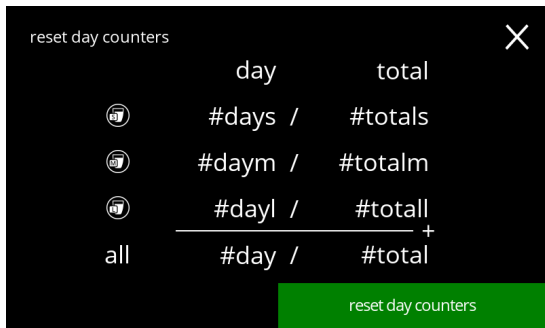 reset day counters
day total
S #days / #totals
M #daym / #totalm
L #dayl / #totall
+
all #day / #total
reset day counters